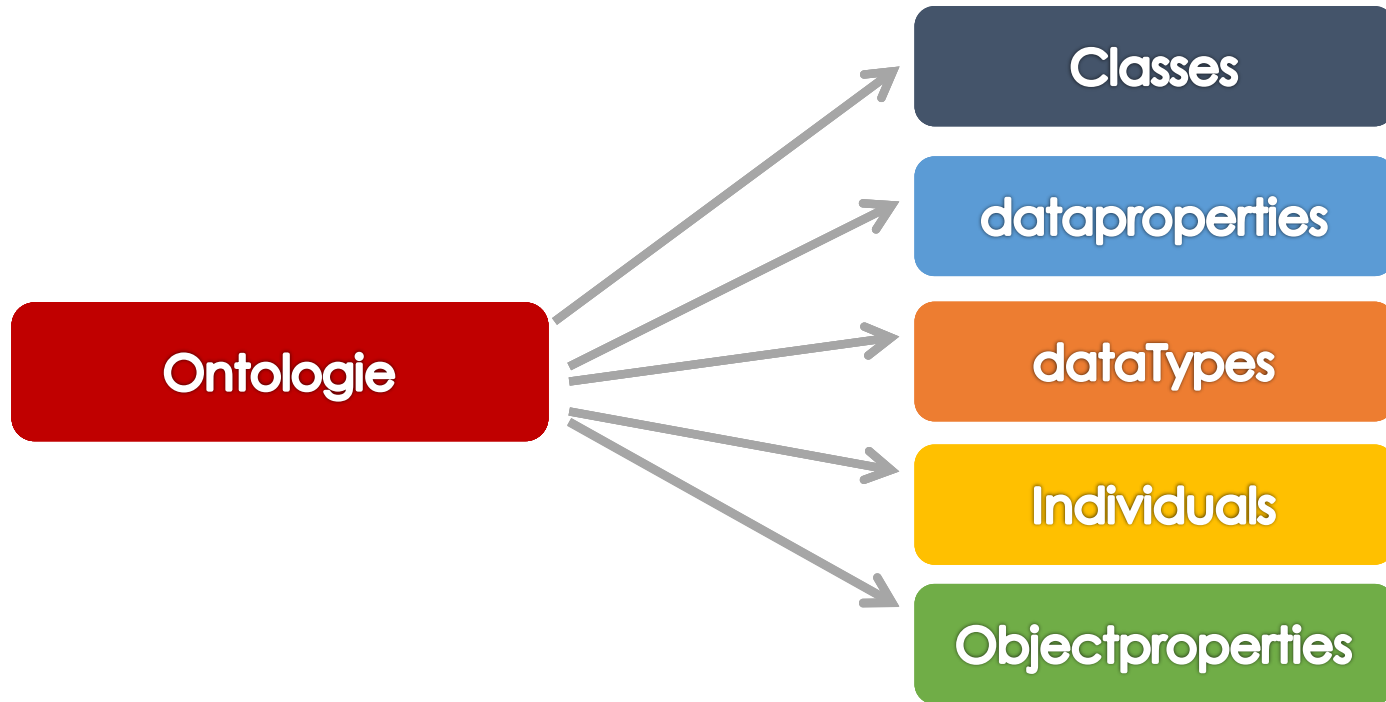 Classes
dataproperties
Ontologie
dataTypes
Individuals
Objectproperties